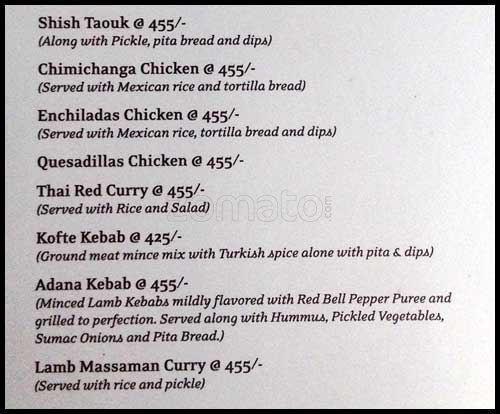 Shish Taouk @ 455/-
(Along with Pickle, pita bread and dips)
Chimichanga Chicken @ 455/-
(Served with Mexican rice and tortilla bread)
Enchiladas Chicken @ 455/-
(Served with Mexican rice, tortilla bread and dips)
Quesadillas Chicken @ 455/-
Thai Red Curry @ 455/-
(Served with Rice and Salad)
zomato.com
Kofte Kebab @ 425/-
(Ground meat mince mix with Turkish spice alone with pita & dips)
Adana Kebab @ 455/-
(Minced Lamb Kebabs mildly flavored with Red Bell Pepper Puree and
grilled to perfection. Served along with Hummus, Pickled Vegetables,
Sumac Onions and Pita Bread.)
Lamb Massaman Curry @ 455/-
(Served with rice and pickle)